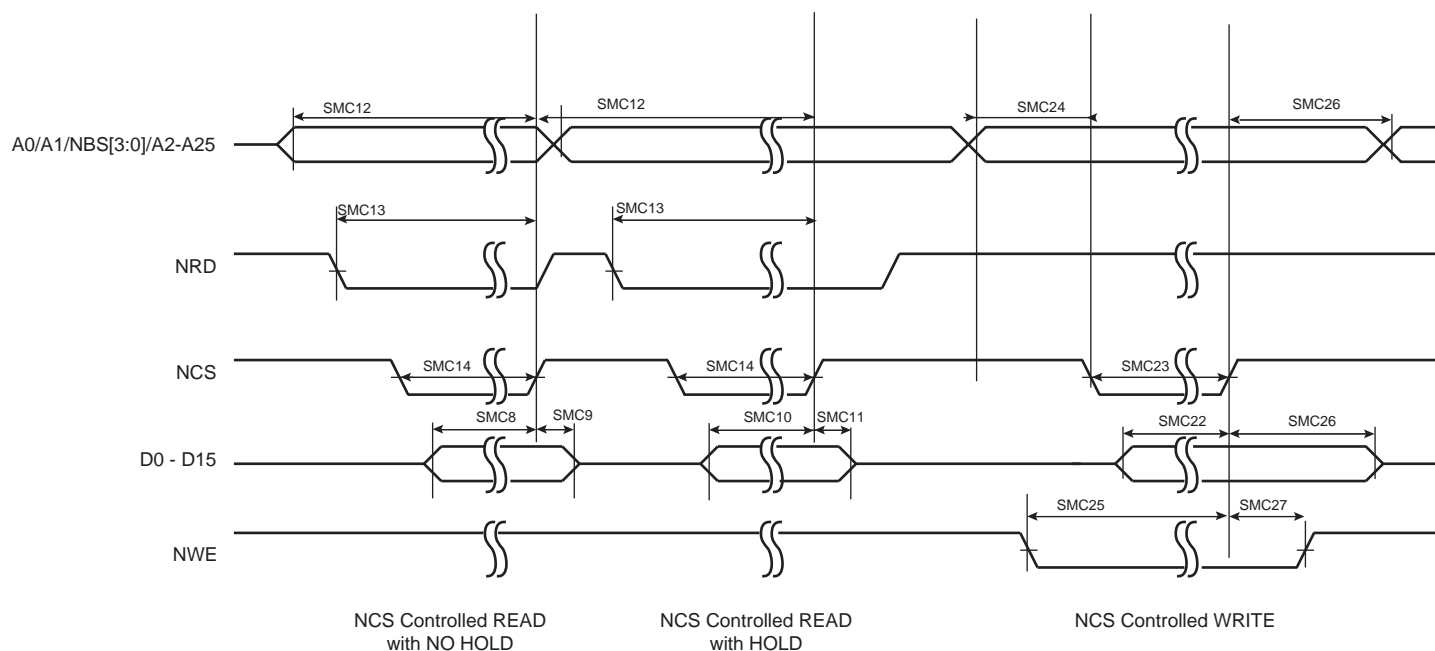 SMC12
SMC12
SMC24
SMC26
A0/A1/NBS[3:0]/A2-A25
SMC13
SMC13
NRD
SMC14
SMC14
SMC23
NCS
SMC8
SMC9
SMC10
SMC11
SMC22
SMC26
D0 - D15
SMC25
SMC27
NWE
NCS Controlled READ
with NO HOLD
NCS Controlled READ
with HOLD
NCS Controlled WRITE